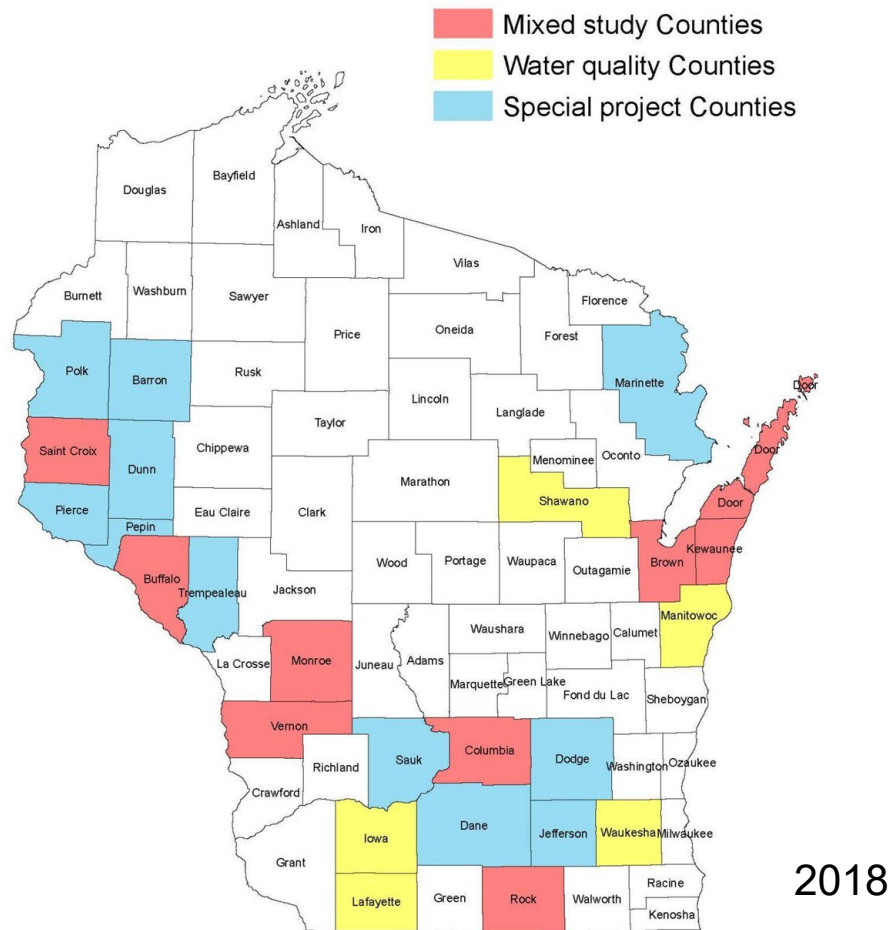 Mixed study Counties
Water quality Counties
Special project Counties
Douglas
Bayfield
Ashland
Iron
Vilas
Burnett
Washburn
Sawyer
Florence
Price
Oneida
Forest
Polk
Barron
Rusk
Marinette
Door
Lincoln
Langlade
Taylor
Saint Croix
Chippewa
Menominee
Oconto
Door
Dunn
Marathon
Shawano
Door
Pierce
Eau Claire
Clark
Pepin
Wood
Portage
Waupaca
Outagamie
Brown
Kewaunee
Buffalo
Trempealeau
Jackson
Manitowoc
Waushara
Winnebago
Calumet
La Crosse
Monroe
Juneau
Adams
Marquette
Green Lake
Fond du Lac
Sheboygan
Vernon
Sauk
Columbia
Dodge
Richland
Washington
Ozaukee
Crawford
Iowa
Dane
Jefferson
Waukesha
Milwaukee
Grant
Lafayette
Green
Rock
Walworth
Racine
Kenosha
2018